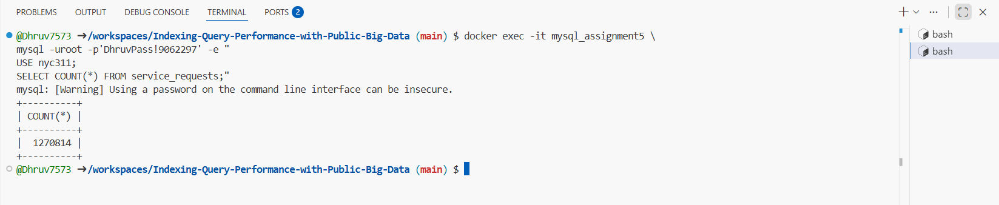 PROBLEMS OUTPUT DEBUG CONSOLE TERMINAL PORTS 2
@Dhruv7573 ➜/workspaces/Indexing-Query-Performance-with-Public-Big-Data (main) $ docker exec -it mysql_assignment5 \
mysql -uroot -p'DhruvPass!9062297' -e "
USE nyc311;
SELECT COUNT(*) FROM service_requests;"
mysql: [Warning] Using a password on the command line interface can be insecure.
+----------+
| COUNT(*) |
+----------+
|  1270814 |
+----------+
@Dhruv7573 ➜/workspaces/Indexing-Query-Performance-with-Public-Big-Data (main) $
bash
bash